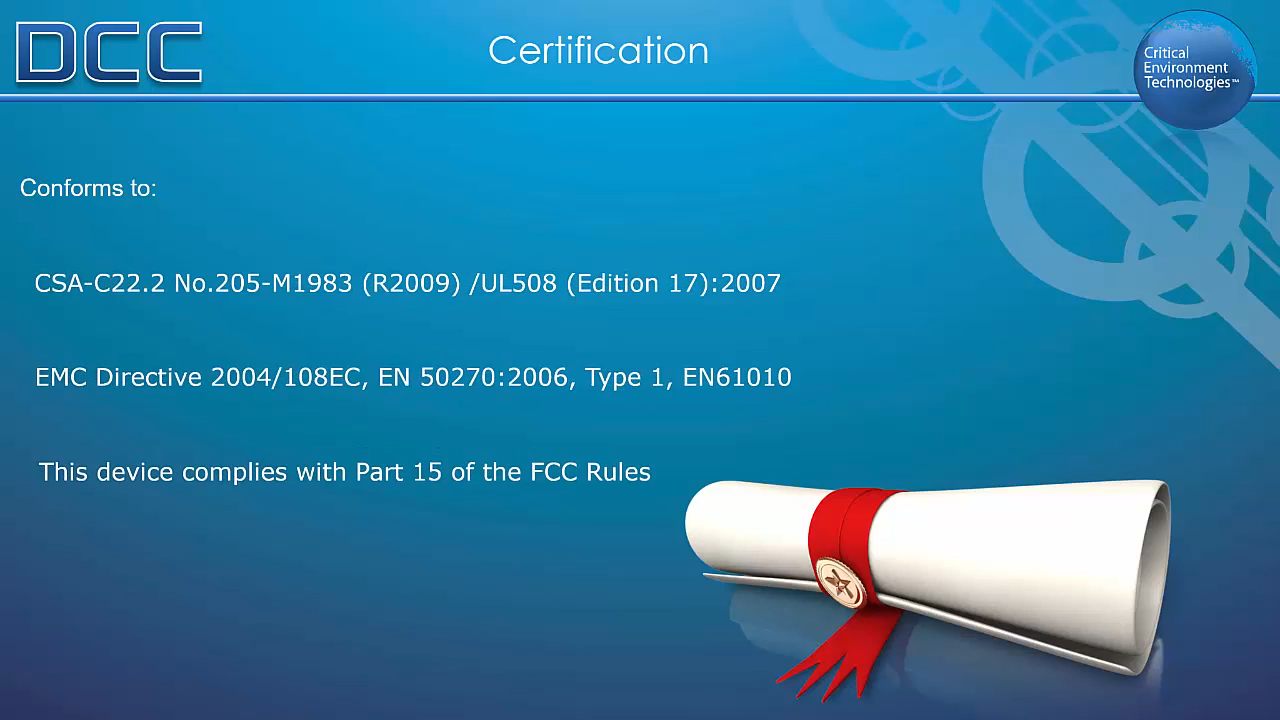 DCC
Certification
Critical
Environment
Technologies™
Conforms to:
CSA-C22.2 No.205-M1983 (R2009) /UL508 (Edition 17):2007
EMC Directive 2004/108EC, EN 50270:2006, Type 1, EN61010
This device complies with Part 15 of the FCC Rules